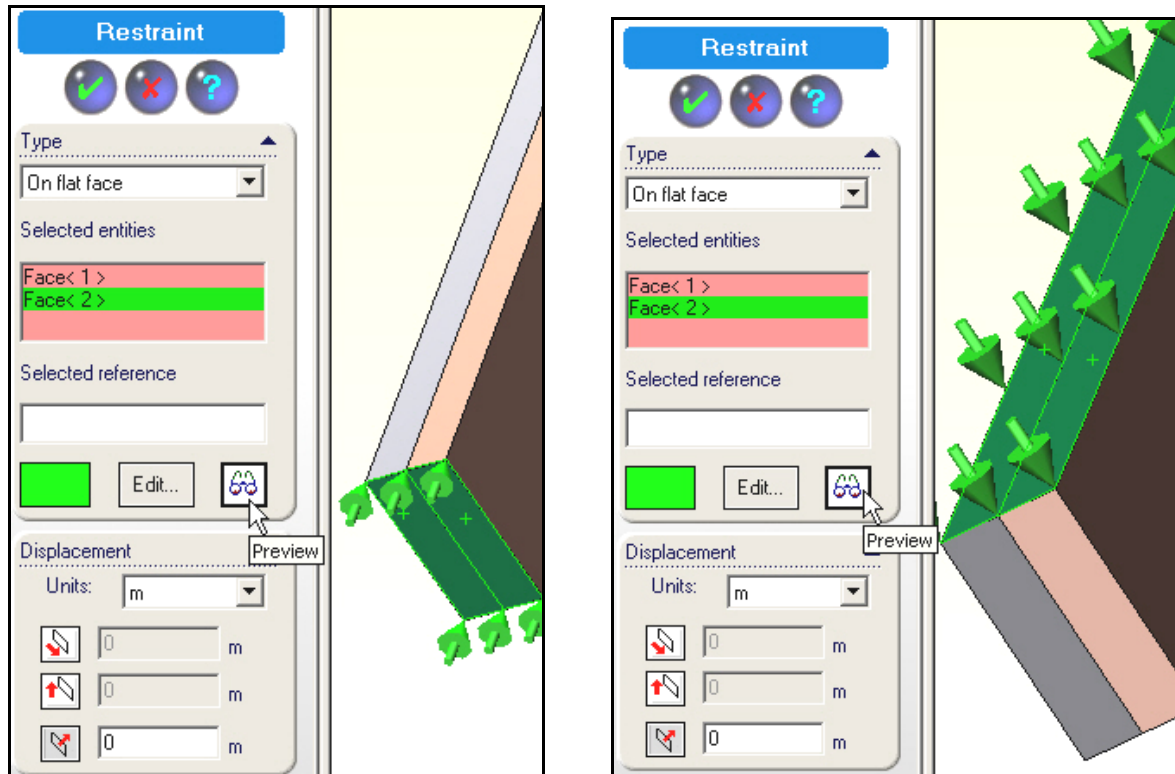 Restraint
?
Type
On flat face
Selected entities
Face< 1 >
Face< 2 >
Selected reference
Edit...
Preview
Displacement
Units: m
0 m
0 m
0 m
Restraint
?
Type
On flat face
Selected entities
Face< 1 >
Face< 2 >
Selected reference
Edit...
Preview
Displacement
Units: m
0 m
0 m
0 m